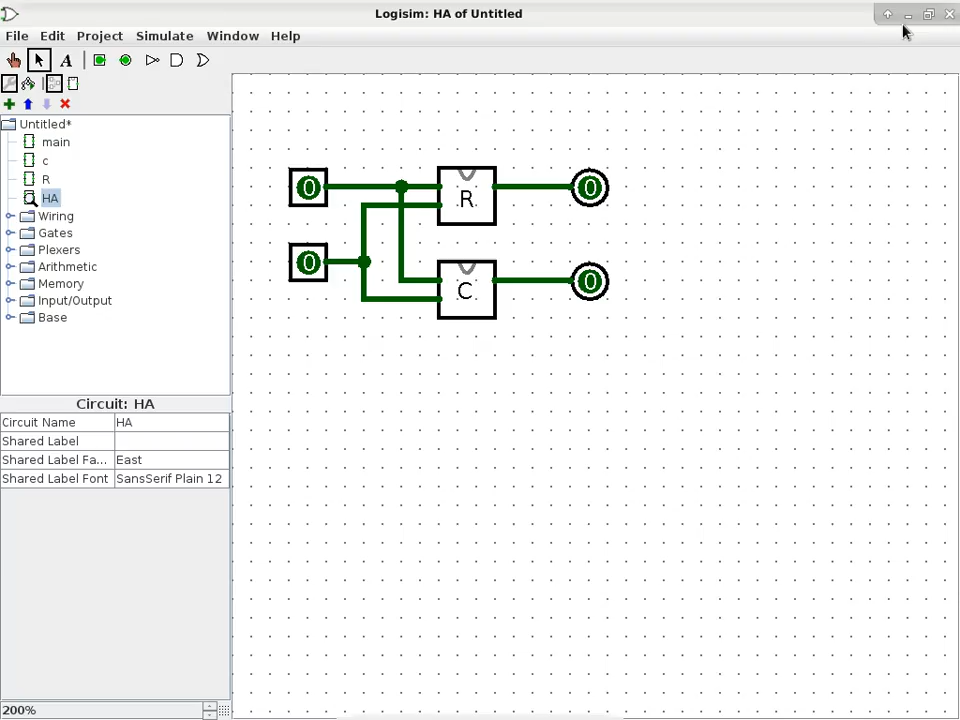 Logisim: HA of Untitled
File Edit Project Simulate Window Help
A
Untitled*
main
c
R
HA
Wiring
Gates
Plexers
Arithmetic
Memory
Input/Output
Base
Circuit: HA
Circuit Name HA
Shared Label
Shared Label Fa... East
Shared Label Font SansSerif Plain 12
200%
0 R 0
0 C 0